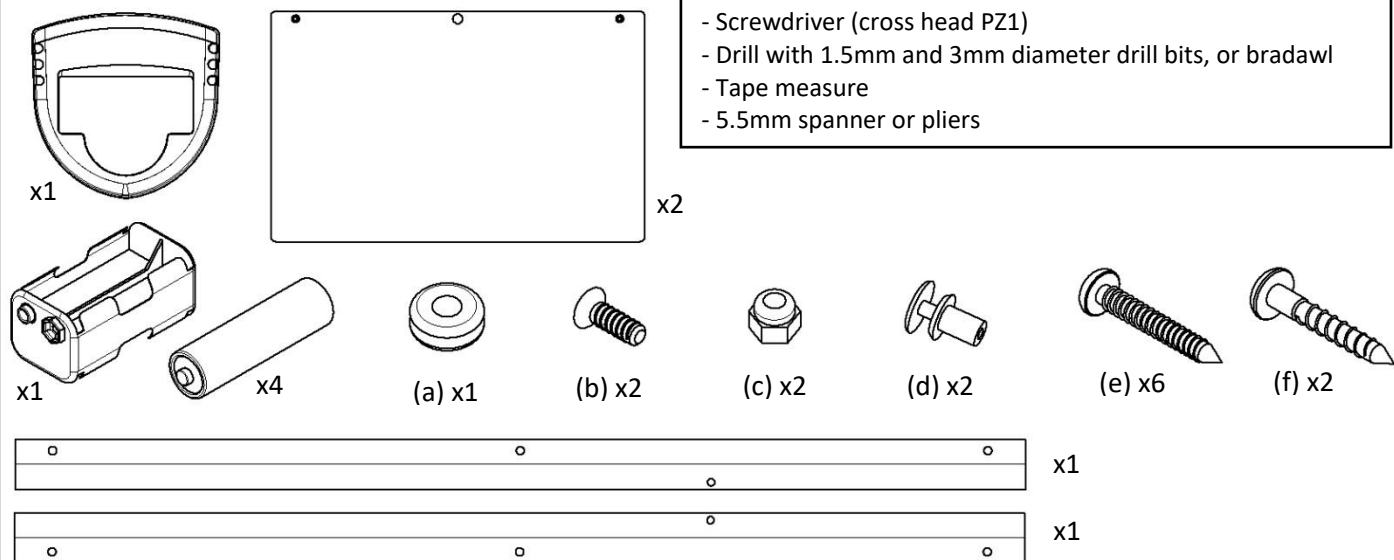 - Screwdriver (cross head PZ1)
- Drill with 1.5mm and 3mm diameter drill bits, or bradawl
- Tape measure
- 5.5mm spanner or pliers
x1
x2
x1
x4
(a) x1
(b) x2
(c) x2
(d) x2
(e) x6
(f) x2
x1
x1